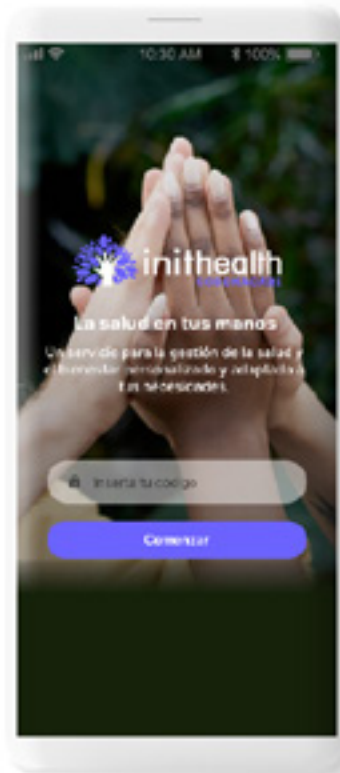 10:30 AM
100%
inithealth
La salud en tus manos
Un servicio para la gestión de la salud y
el bienestar personalizado y adaptado a
tus necesidades.
Inserta tu código
Comenzar